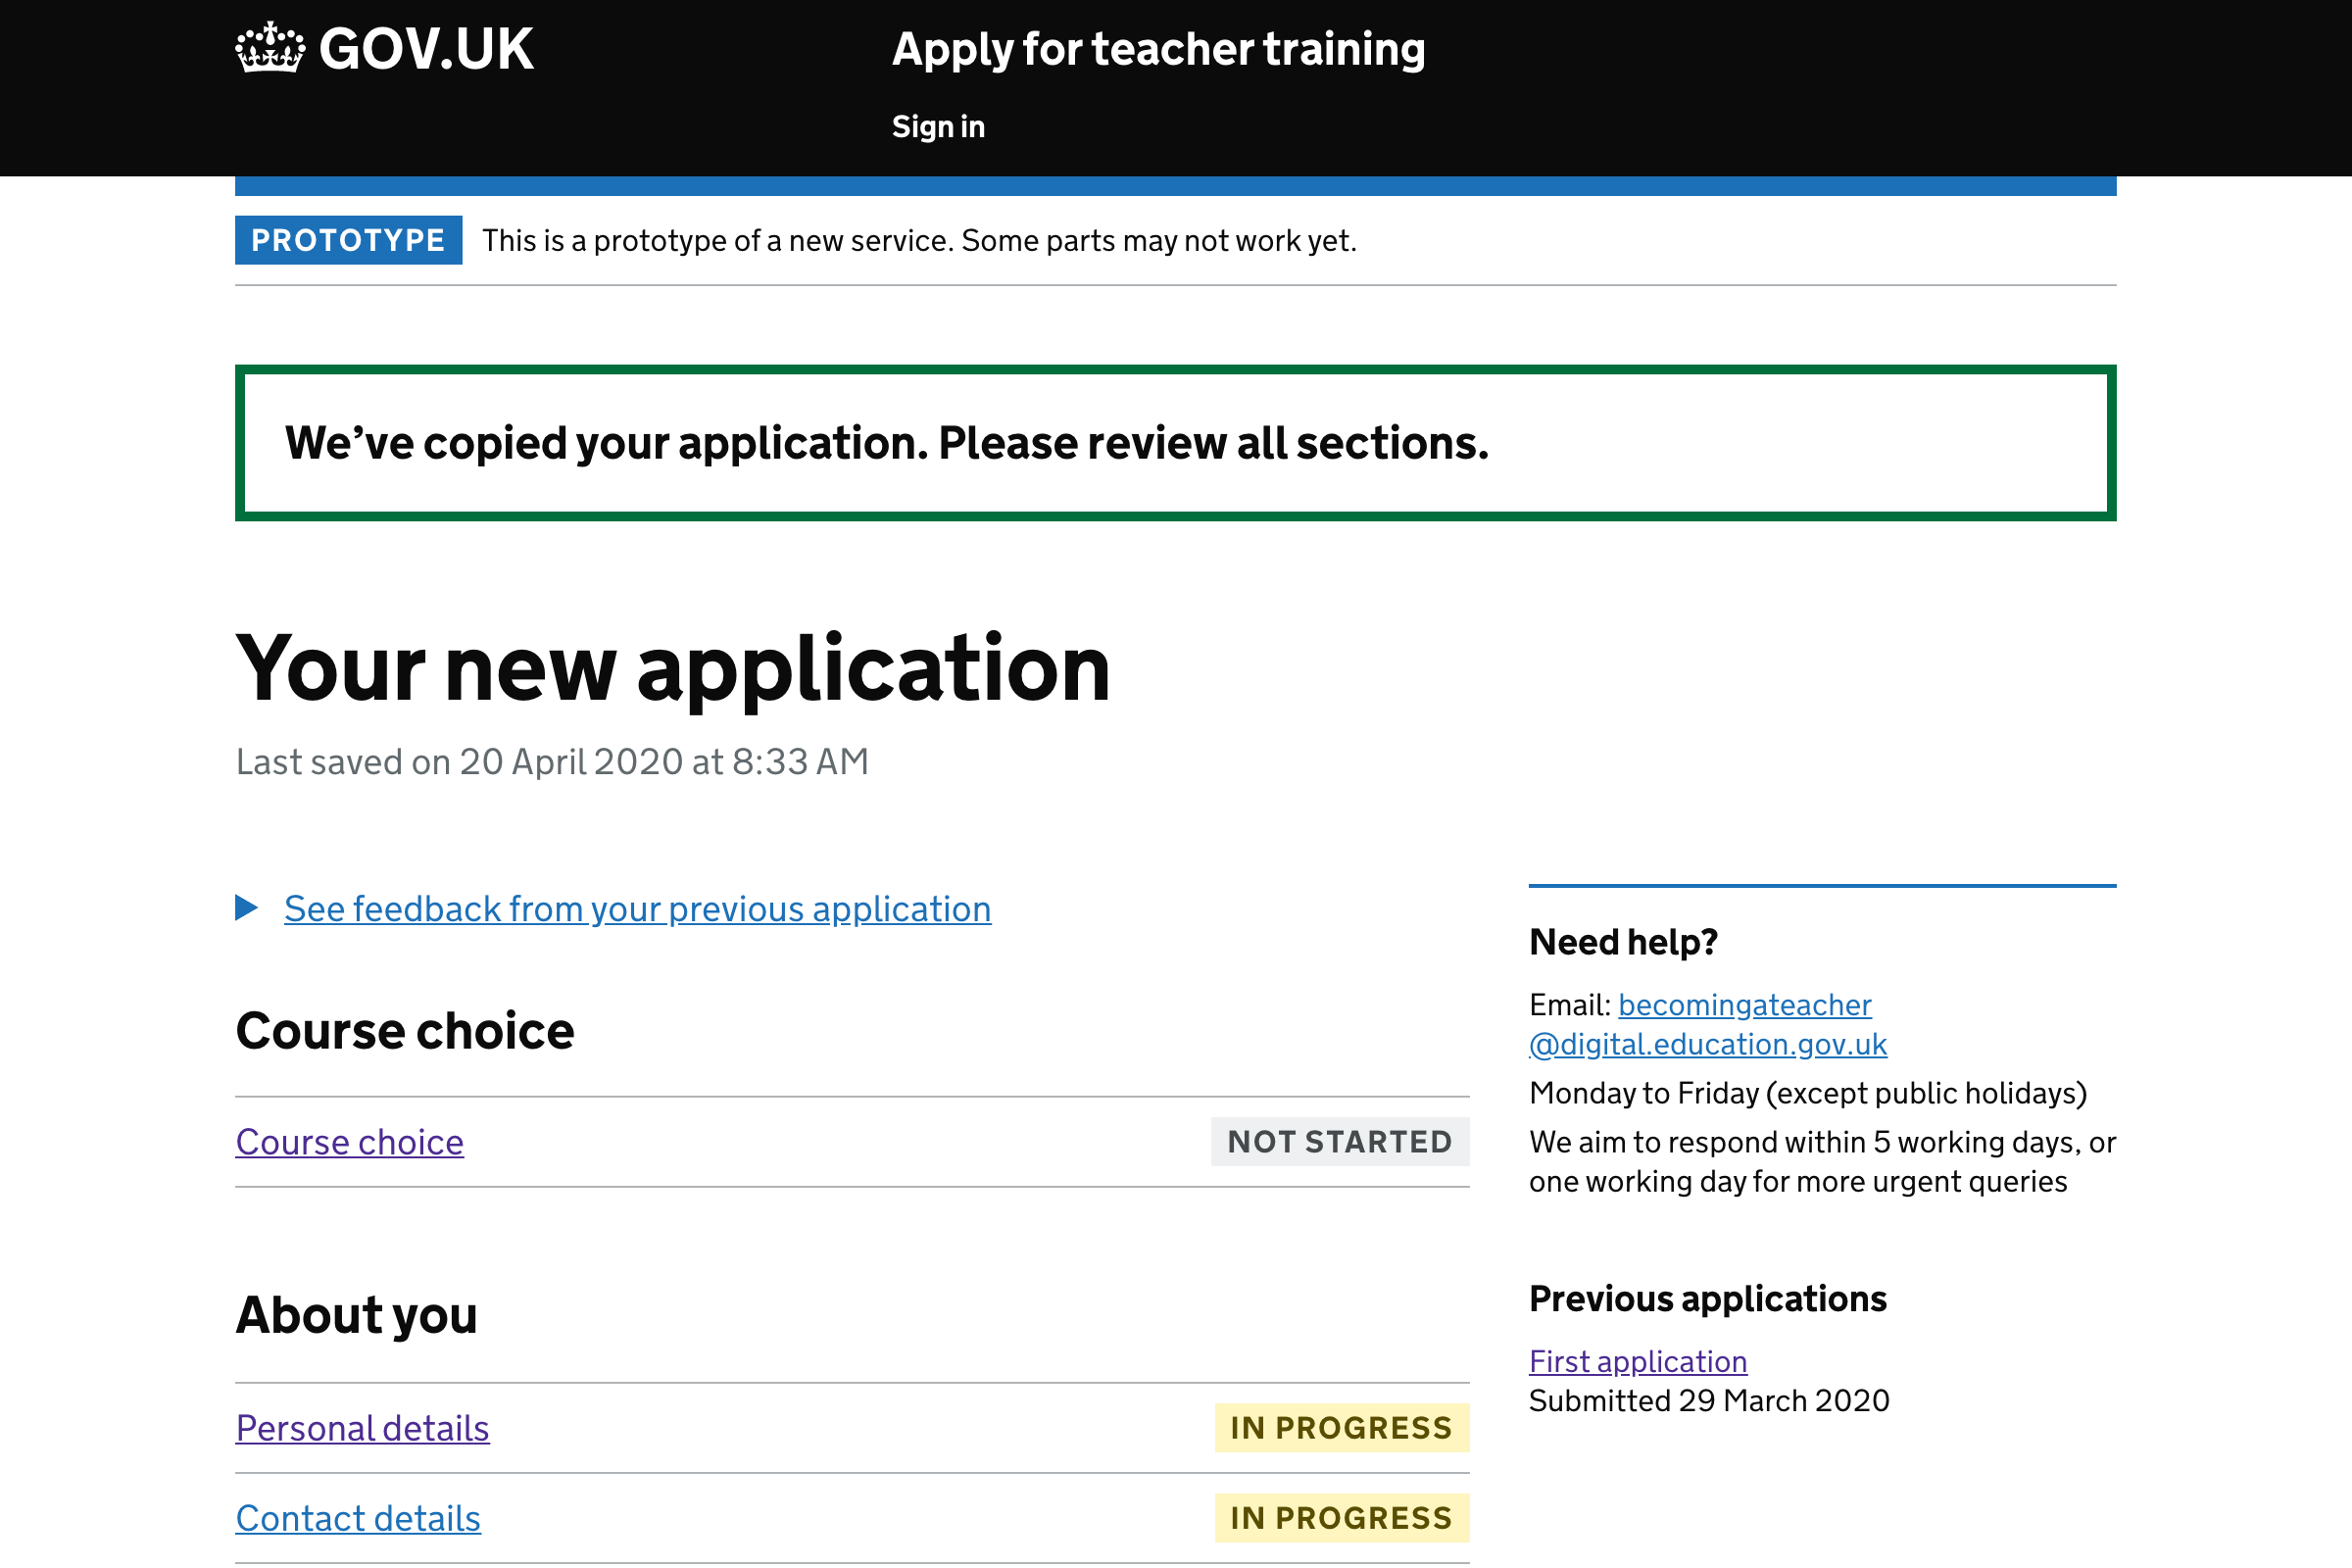 GOV.UK
Apply for teacher training
Sign in
PROTOTYPE This is a prototype of a new service. Some parts may not work yet.
We’ve copied your application. Please review all sections.
Your new application
Last saved on 20 April 2020 at 8:33 AM
See feedback from your previous application
Course choice
Course choice NOT STARTED
About you
Personal details IN PROGRESS
Contact details IN PROGRESS
Need help?
Email: becomingateacher
@digital.education.gov.uk
Monday to Friday (except public holidays)
We aim to respond within 5 working days, or
one working day for more urgent queries
Previous applications
First application
Submitted 29 March 2020